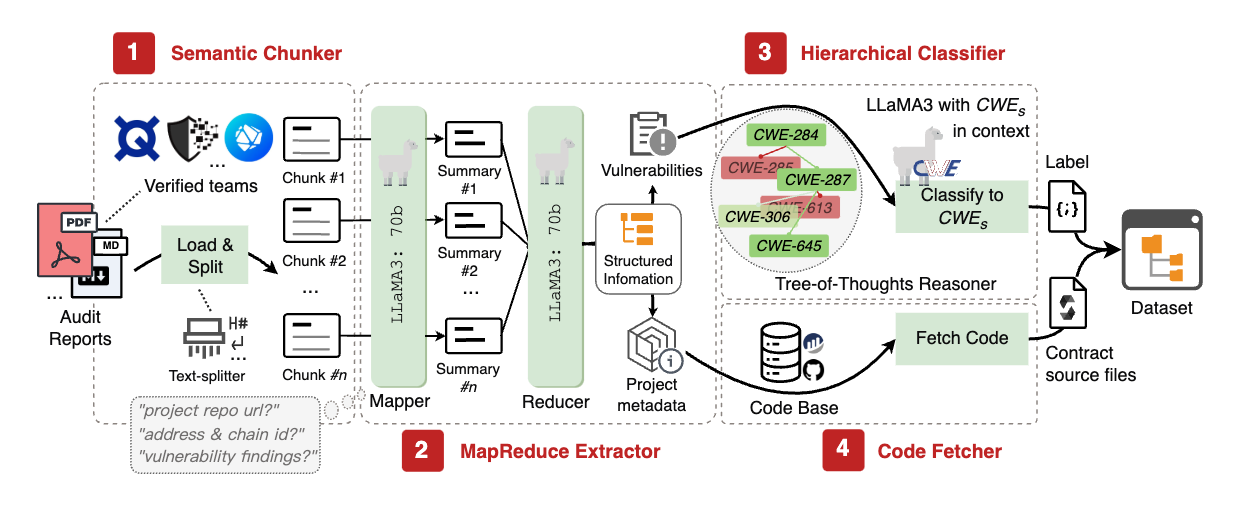 1
Semantic Chunker
Verified teams
...
PDF
MD
...
Audit
Reports
Load &
Split
H#
...
Text-splitter
Chunk #1
Chunk #2
...
Chunk #n
"project repo url?"
"address & chain id?"
"vulnerability findings?"
LLaMA3: 70b
Mapper
Summary
#1
Summary
#2
...
Summary
#n
LLaMA3: 70b
Reducer
2
MapReduce Extractor
Vulnerabilities
Structured
Infomation
Project
metadata
3
Hierarchical Classifier
CWE-284
CWE-285
CWE-287
CWE-613
CWE-306
CWE-645
Tree-of-Thoughts Reasoner
LLaMA3 with CWEs
in context
CWE
Classify to
CWEs
Label
{;}
Code Base
Fetch Code
Contract
source files
4
Code Fetcher
Dataset